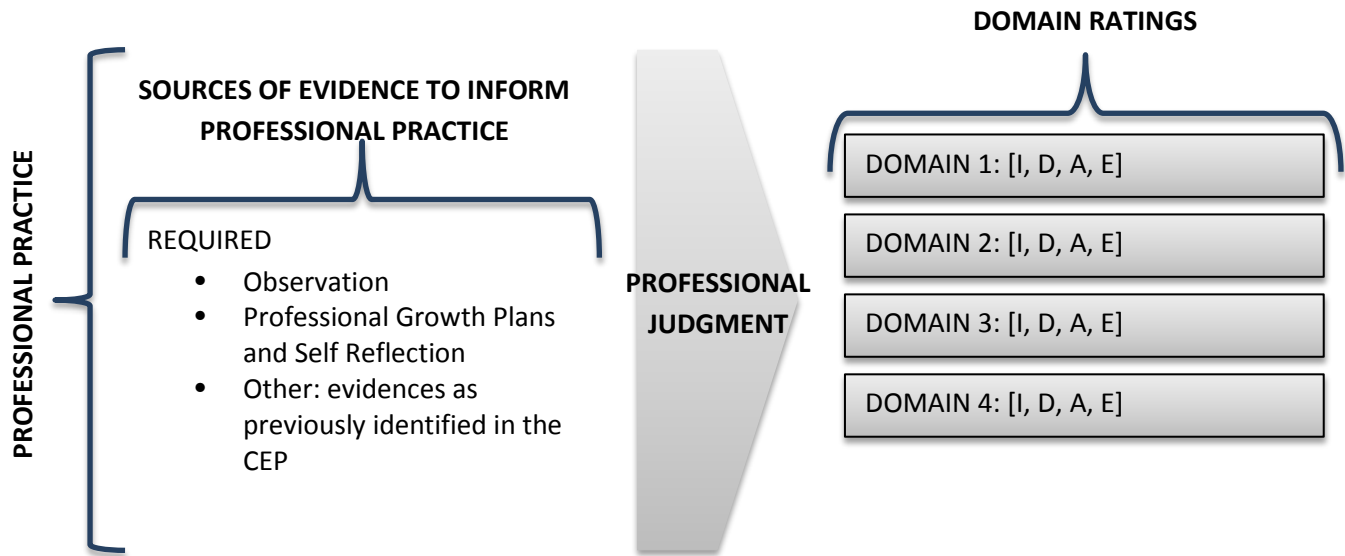 PROFESSIONAL PRACTICE
SOURCES OF EVIDENCE TO INFORM
PROFESSIONAL PRACTICE
REQUIRED
• Observation
• Professional Growth Plans
and Self Reflection
• Other: evidences as
previously identified in the
CEP
PROFESSIONAL
JUDGMENT
DOMAIN RATINGS
DOMAIN 1: [I, D, A, E]
DOMAIN 2: [I, D, A, E]
DOMAIN 3: [I, D, A, E]
DOMAIN 4: [I, D, A, E]